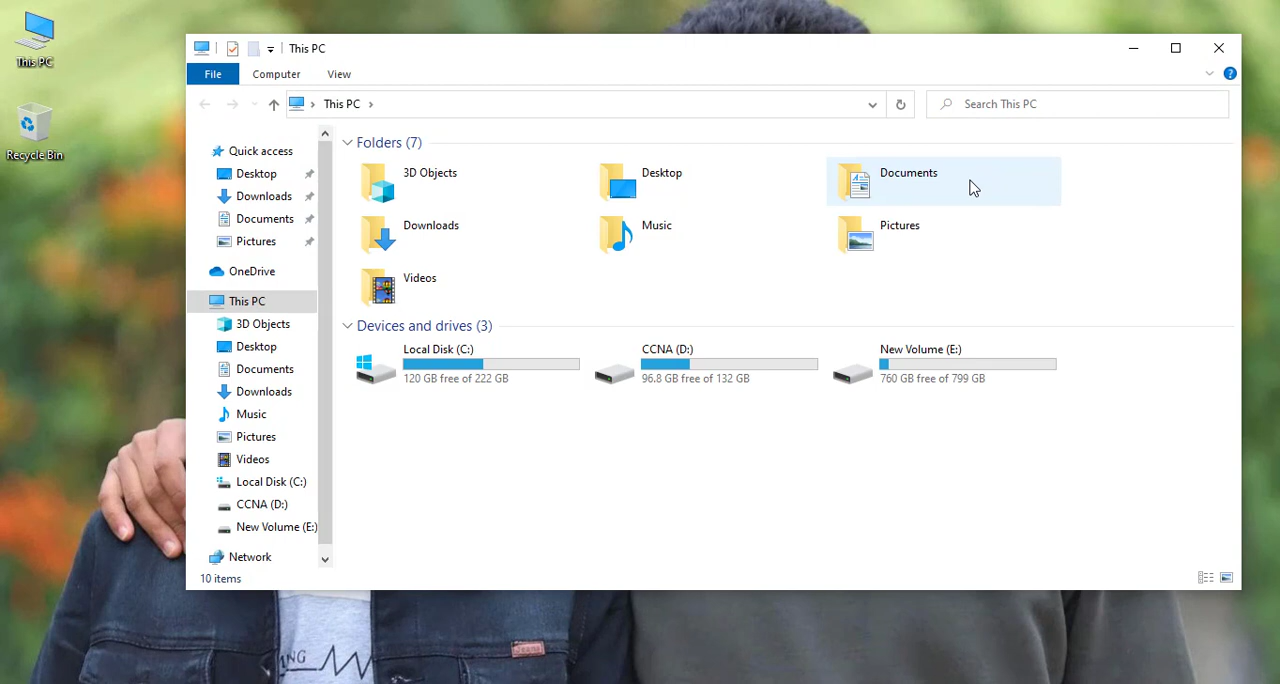 This PC
Recycle Bin
This PC
File Computer View
This PC
Search This PC
Quick access
Desktop
Downloads
Documents
Pictures
OneDrive
This PC
3D Objects
Desktop
Documents
Downloads
Music
Pictures
Videos
Local Disk (C:)
CCNA (D:)
New Volume (E:)
Network
Folders (7)
3D Objects
Desktop
Documents
Downloads
Music
Pictures
Videos
Devices and drives (3)
Local Disk (C:)
120 GB free of 222 GB
CCNA (D:)
96.8 GB free of 132 GB
New Volume (E:)
760 GB free of 799 GB
10 items